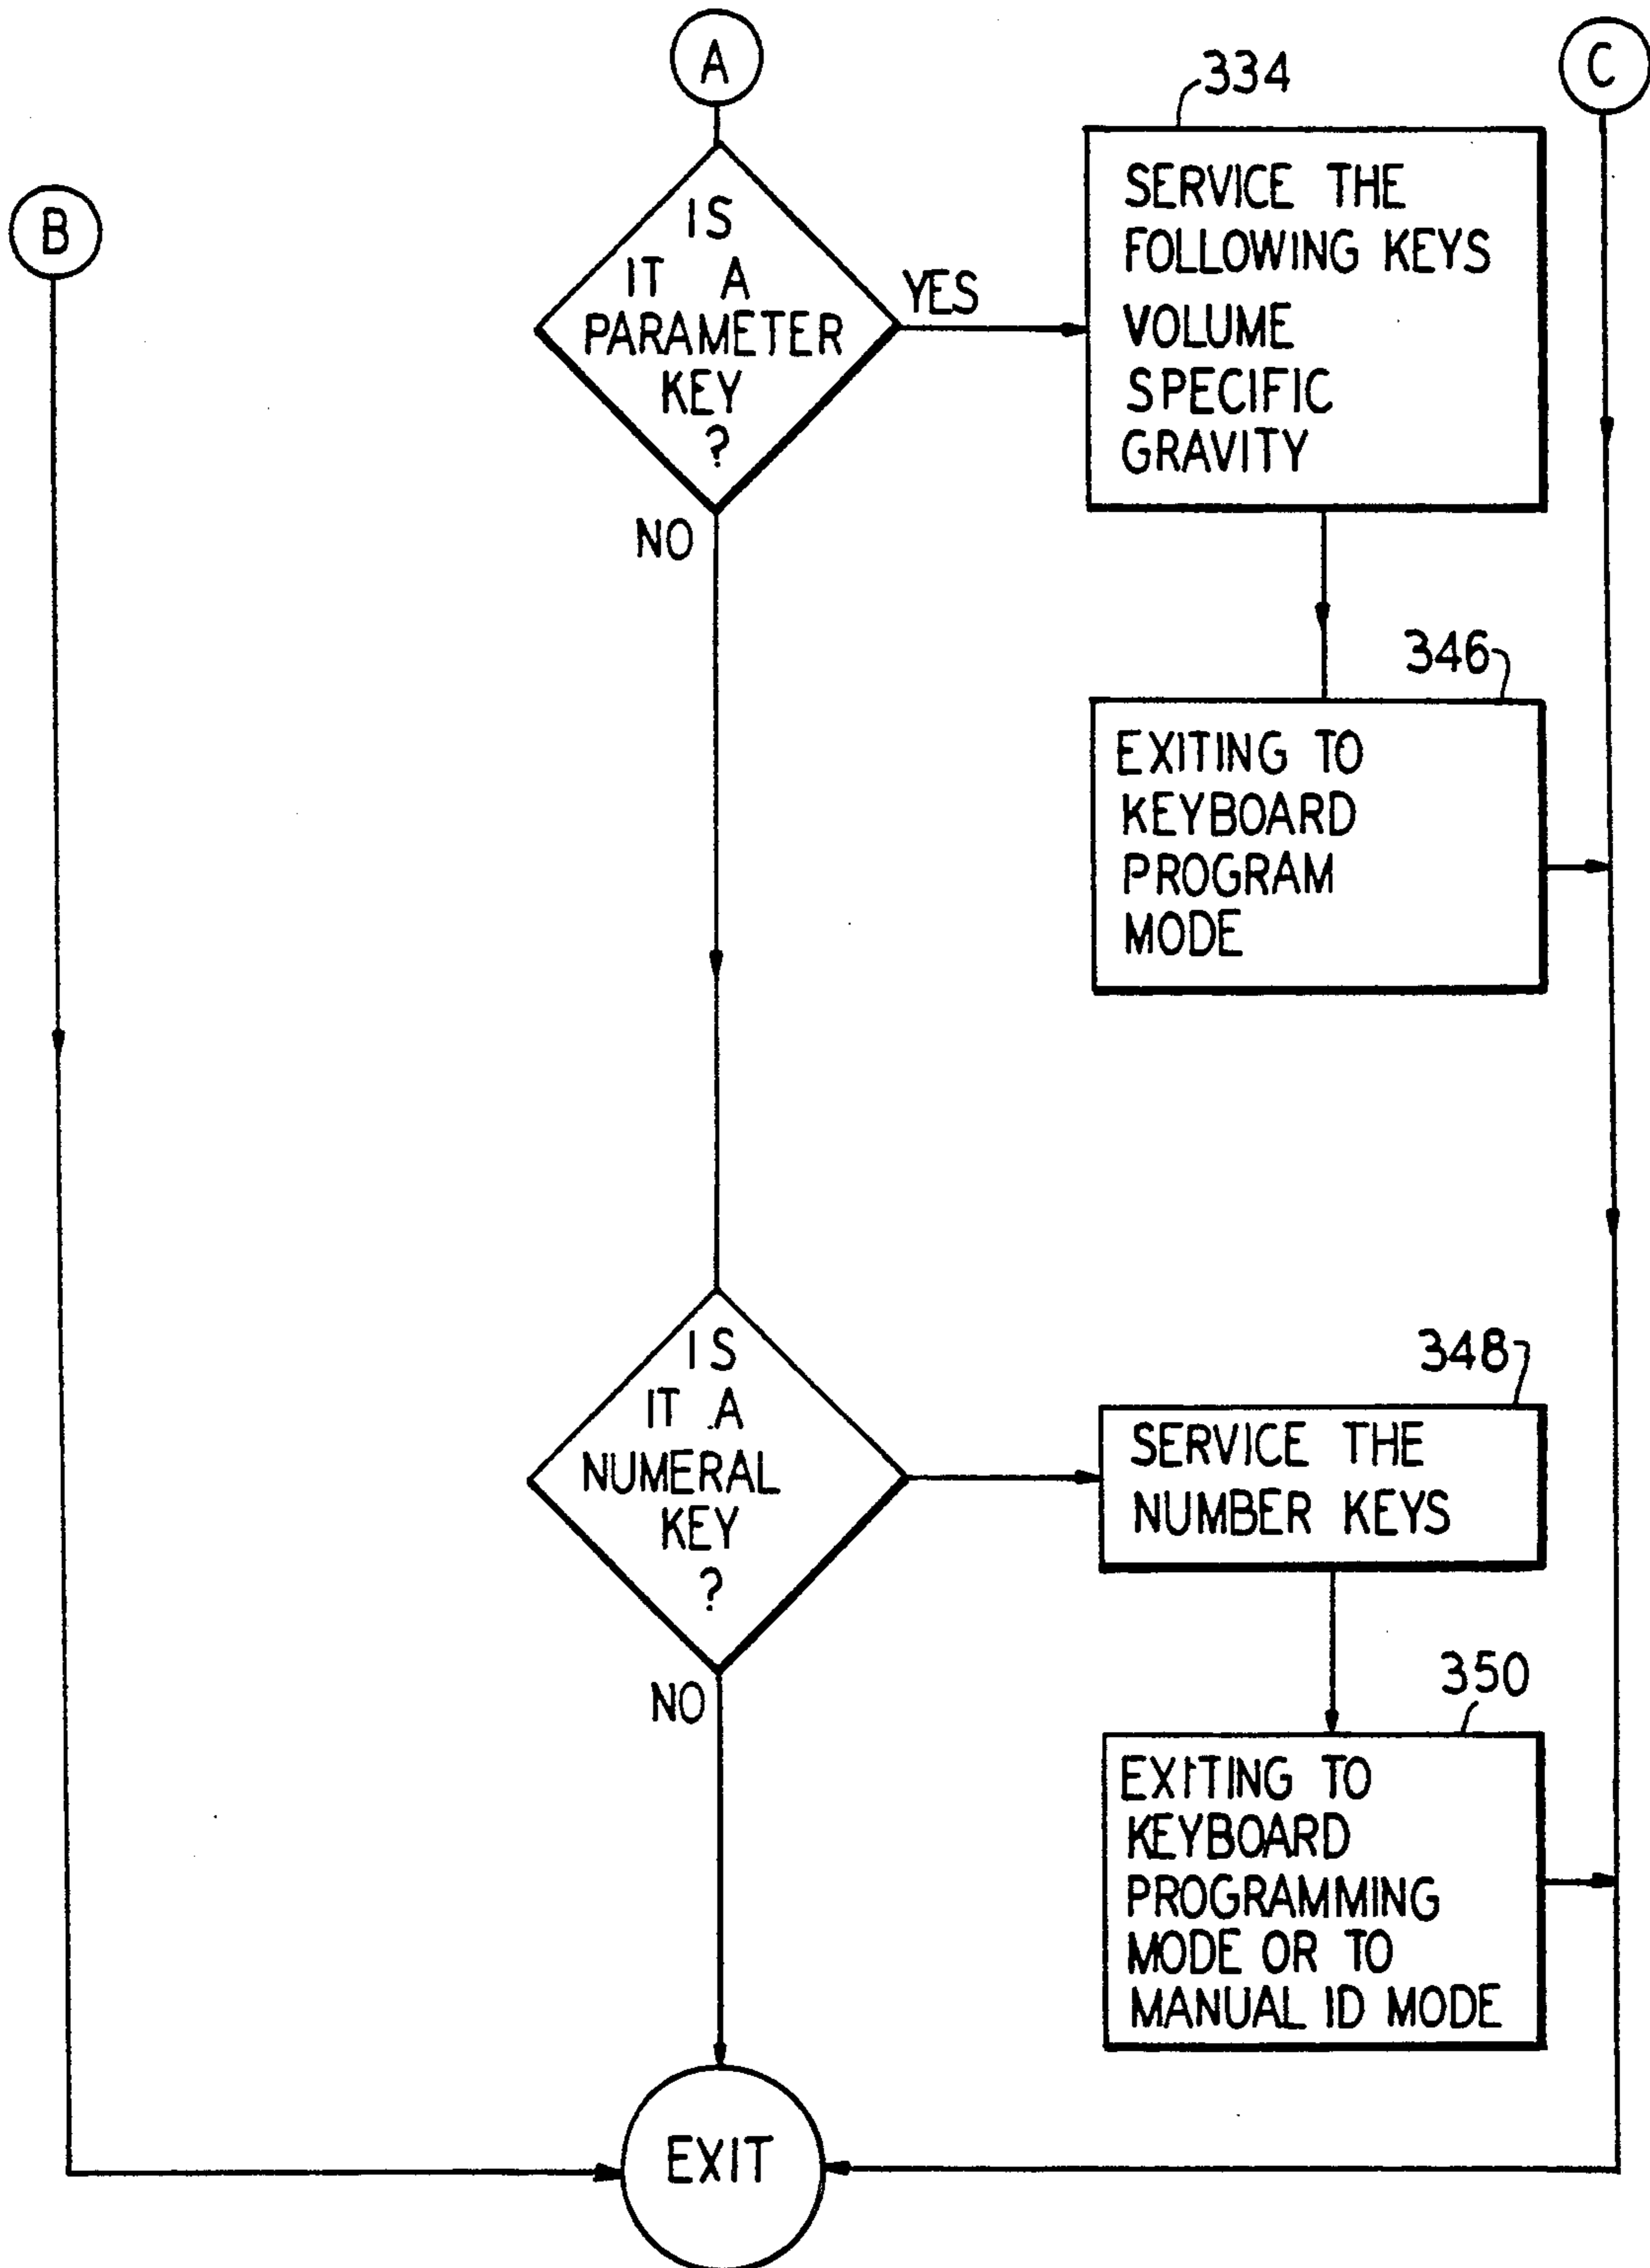 A
334
C
SERVICE THE
FOLLOWING KEYS
VOLUME
SPECIFIC
GRAVITY
B
IS
IT A
PARAMETER
KEY
?
YES
NO
346
EXITING TO
KEYBOARD
PROGRAM
MODE
IS
IT A
NUMERAL
KEY
?
348
SERVICE THE
NUMBER KEYS
NO
350
EXITING TO
KEYBOARD
PROGRAMMING
MODE OR TO
MANUAL ID MODE
EXIT